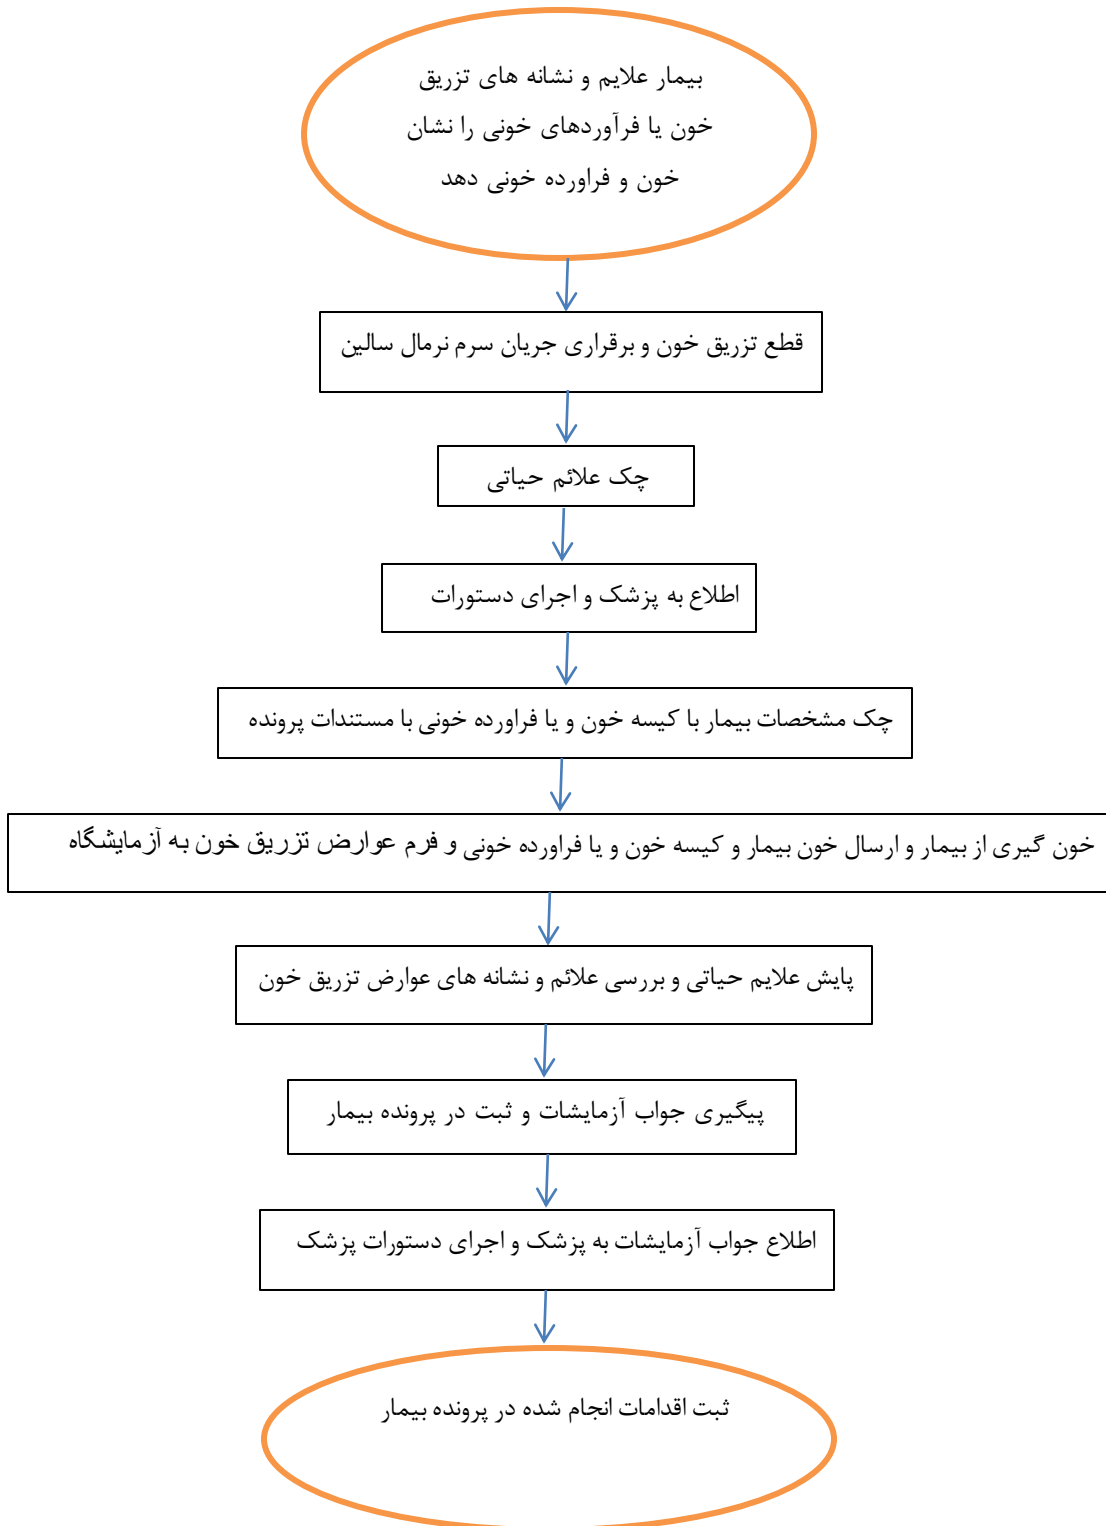 بیمار علایم و نشانه های تزریق
خون یا فرآوردهای خونی را نشان
خون و فراورده خونی دهد
قطع تزریق خون و برقراری جریان سرم نرمال سالین
چک علائم حیاتی
اطلاع به پزشک و اجرای دستورات
چک مشخصات بیمار با کیسه خون و یا فراورده خونی با مستندات پرونده
خون گیری از بیمار و ارسال خون بیمار و کیسه خون و یا فراورده خونی و فرم عوارض تزریق خون به آزمایشگاه
پایش علایم حیاتی و بررسی علائم و نشانه های عوارض تزریق خون
پیگیری جواب آزمایشات و ثبت در پرونده بیمار
اطلاع جواب آزمایشات به پزشک و اجرای دستورات پزشک
ثبت اقدامات انجام شده در پرونده بیمار